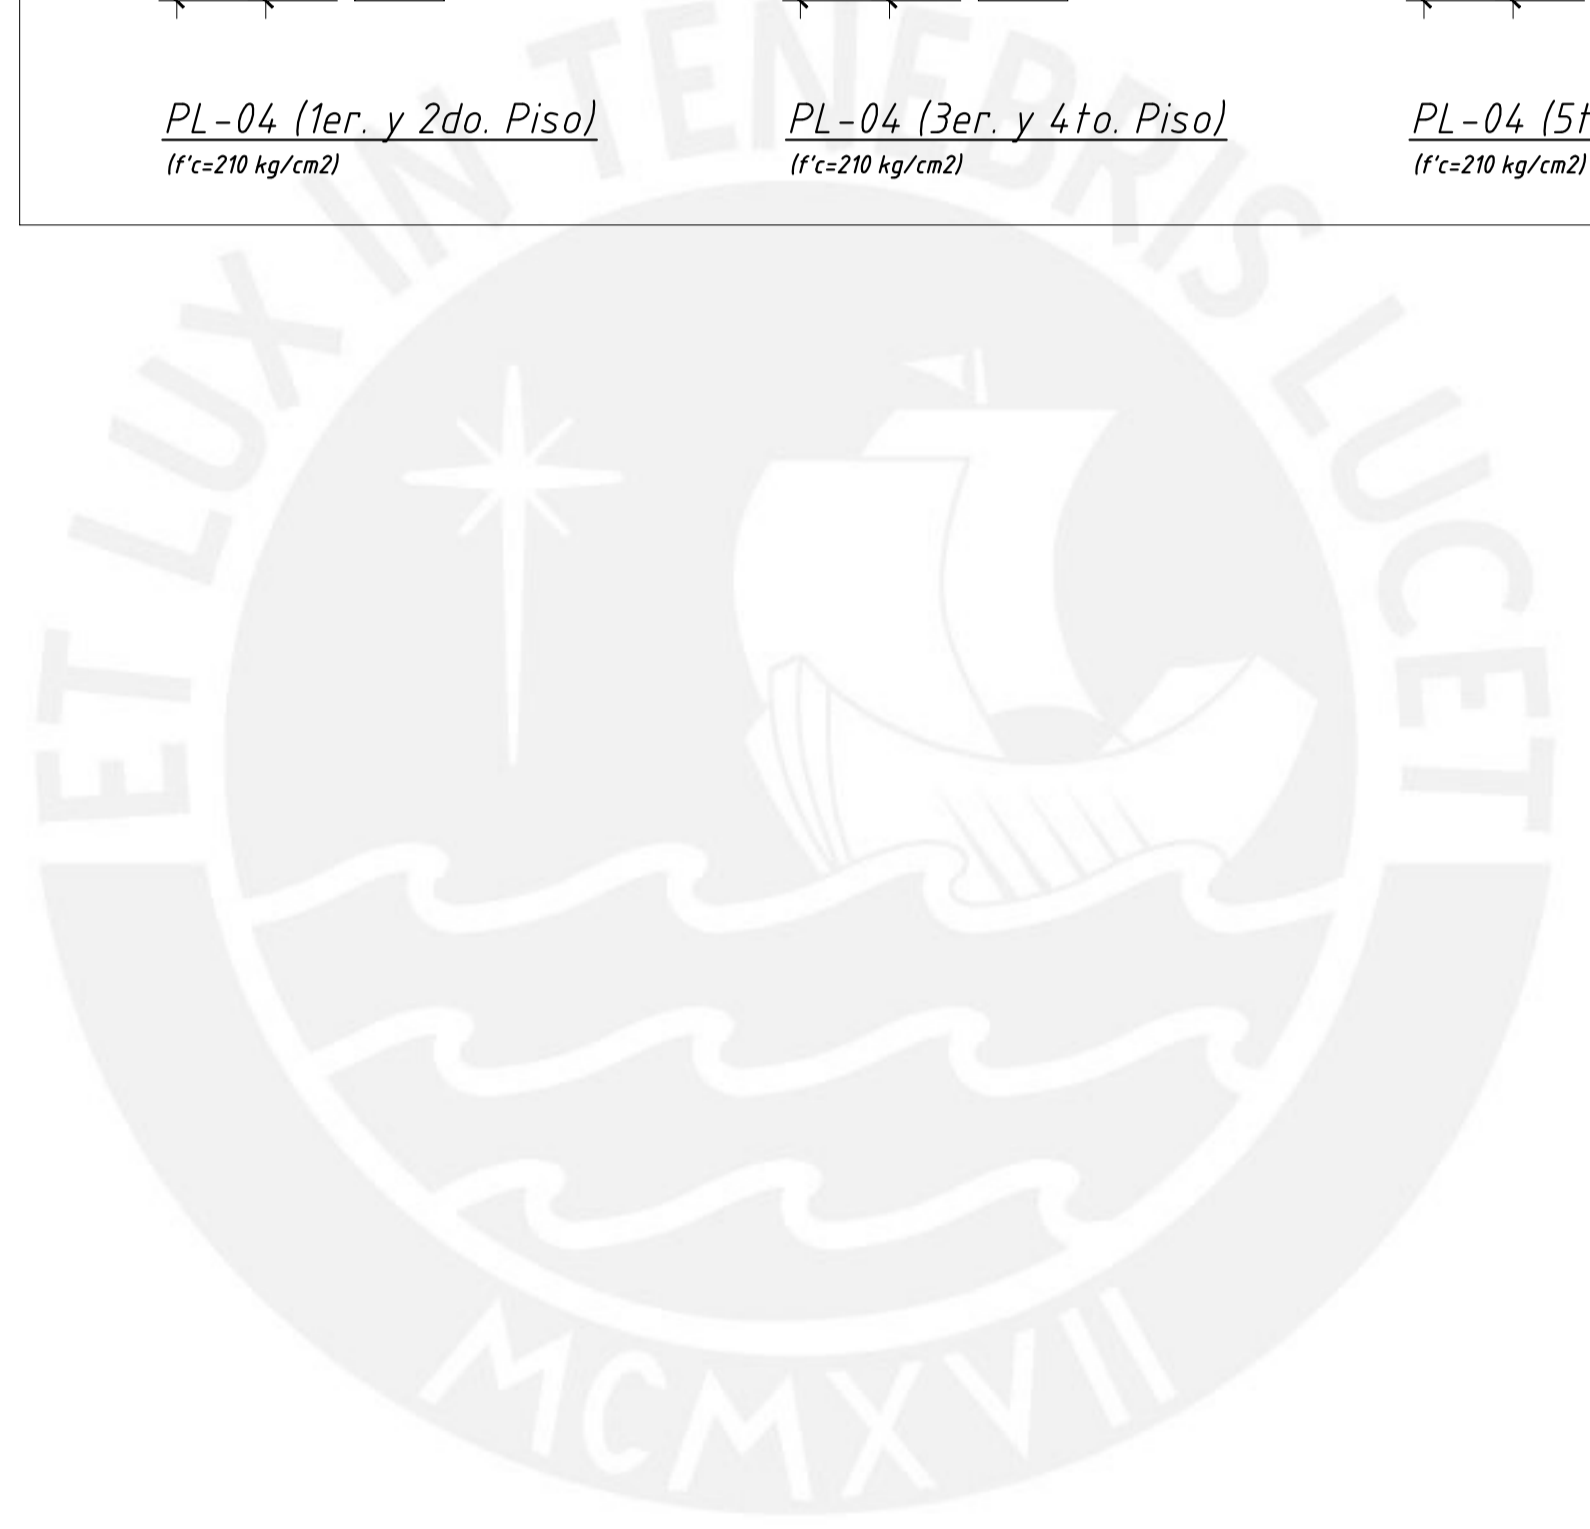 PL-04 (1er. y 2do. Piso)
(f'c=210 kg/cm2)
PL-04 (3er. y 4to. Piso)
(f'c=210 kg/cm2)
PL-04 (5t
(f'c=210 kg/cm2)
ET LUX IN TENEBRIS LUCET
MCMXVII